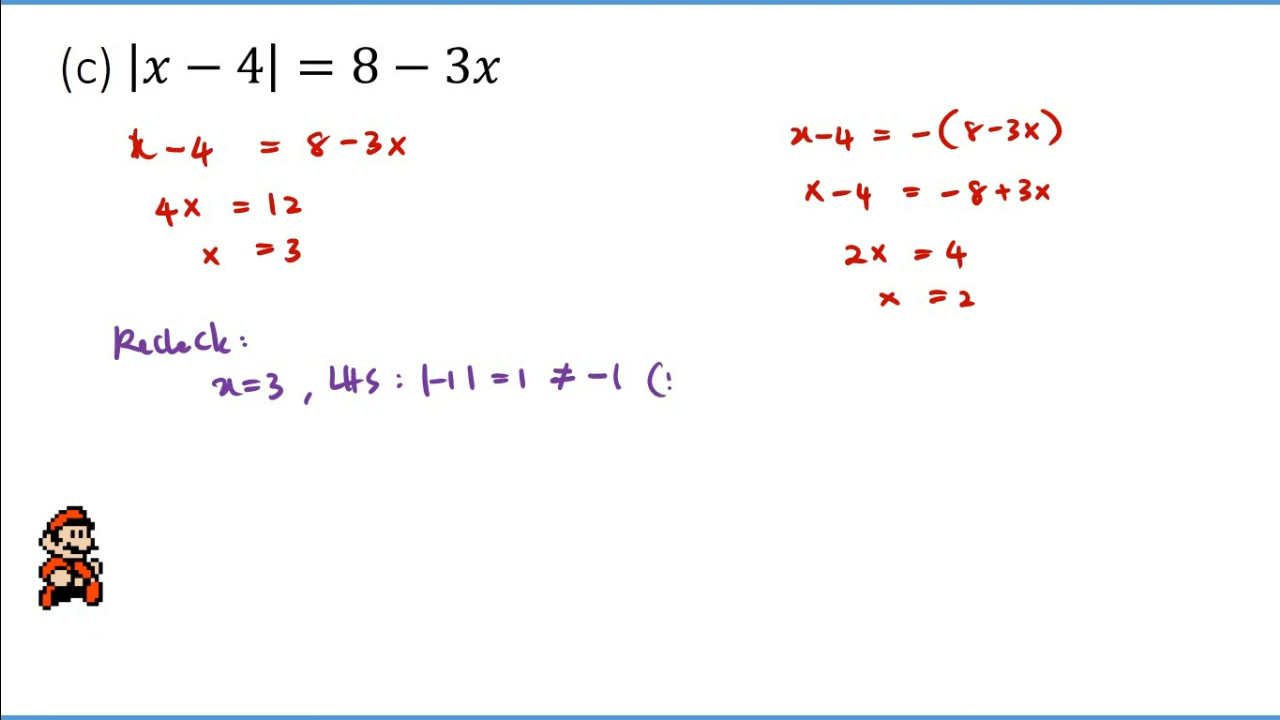 (c) |x − 4| = 8 − 3x
x − 4 = 8 − 3x
4x = 12
x = 3
x − 4 = −(8 − 3x)
x − 4 = −8 + 3x
2x = 4
x = 2
Recheck:
x = 3, LHS : |−1| = 1 ≠ −1 (